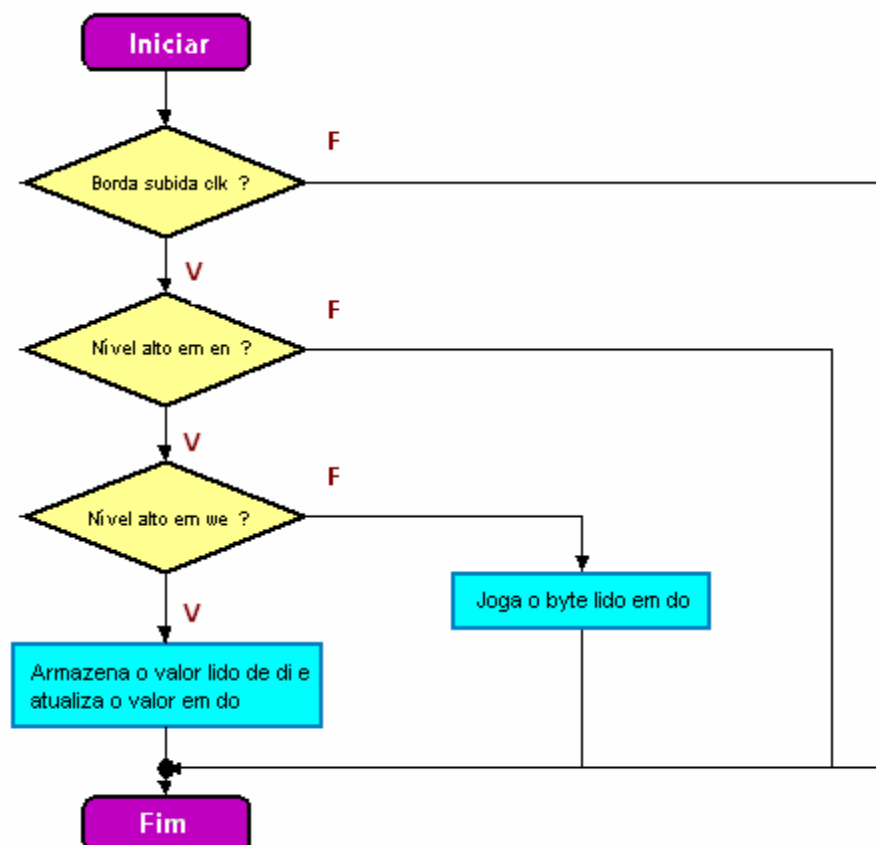 Iniciar
F
Borda subida clk ?
V
F
Nível alto em en ?
V
F
Nível alto em we ?
Joga o byte lido em do
V
Armazena o valor lido de di e
atualiza o valor em do
Fim